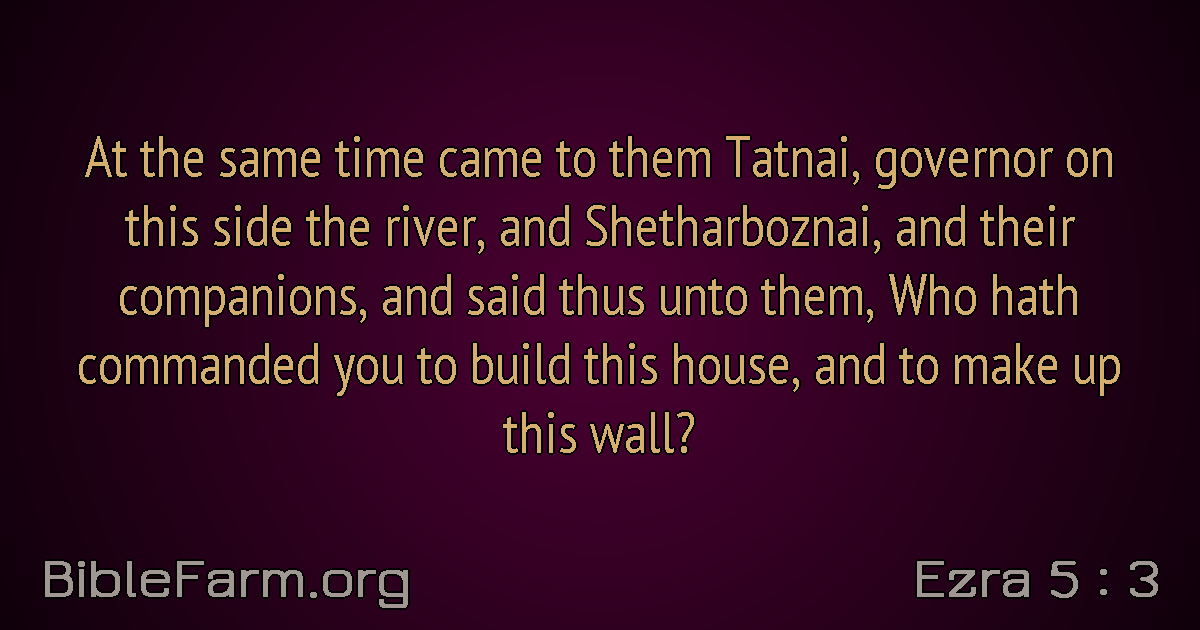 At the same time came to them Tatnai, governor on
this side the river, and Shetharboznai, and their
companions, and said thus unto them, Who hath
commanded you to build this house, and to make up
this wall?
BibleFarm.org
Ezra 5 : 3